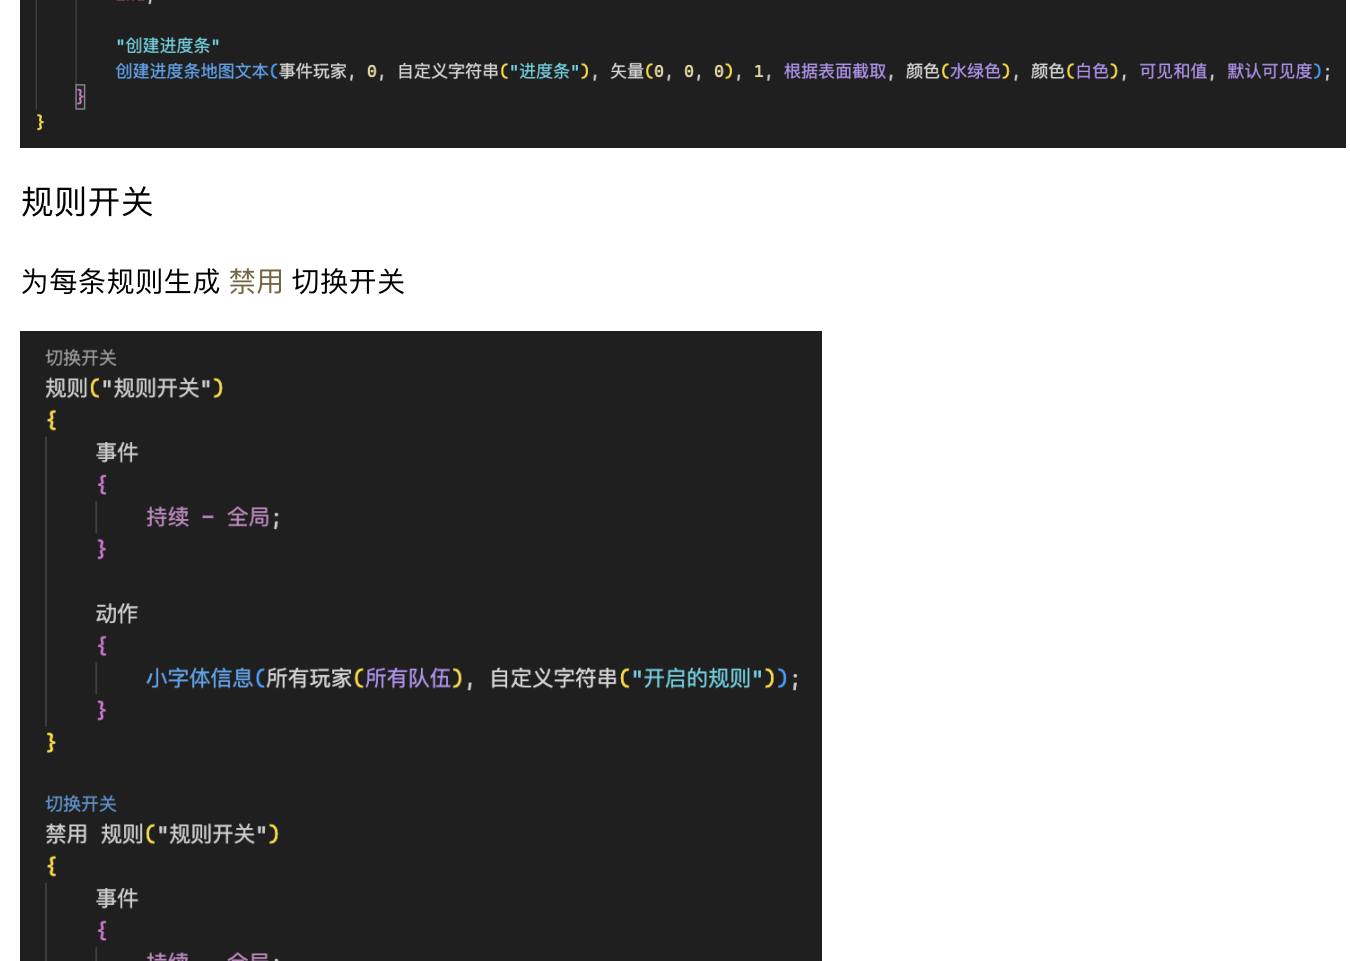 "创建进度条"
创建进度条地图文本(事件玩家, 0, 自定义字符串("进度条"), 矢量(0, 0, 0), 1, 根据表面截取, 颜色(水绿色), 颜色(白色), 可见和值, 默认可见度);
}
}
规则开关
为每条规则生成 禁用 切换开关
切换开关
规则("规则开关")
{
事件
{
持续 - 全局;
}
动作
{
小字体信息(所有玩家(所有队伍), 自定义字符串("开启的规则"));
}
}
切换开关
禁用 规则("规则开关")
{
事件
{
持续 - 全局;